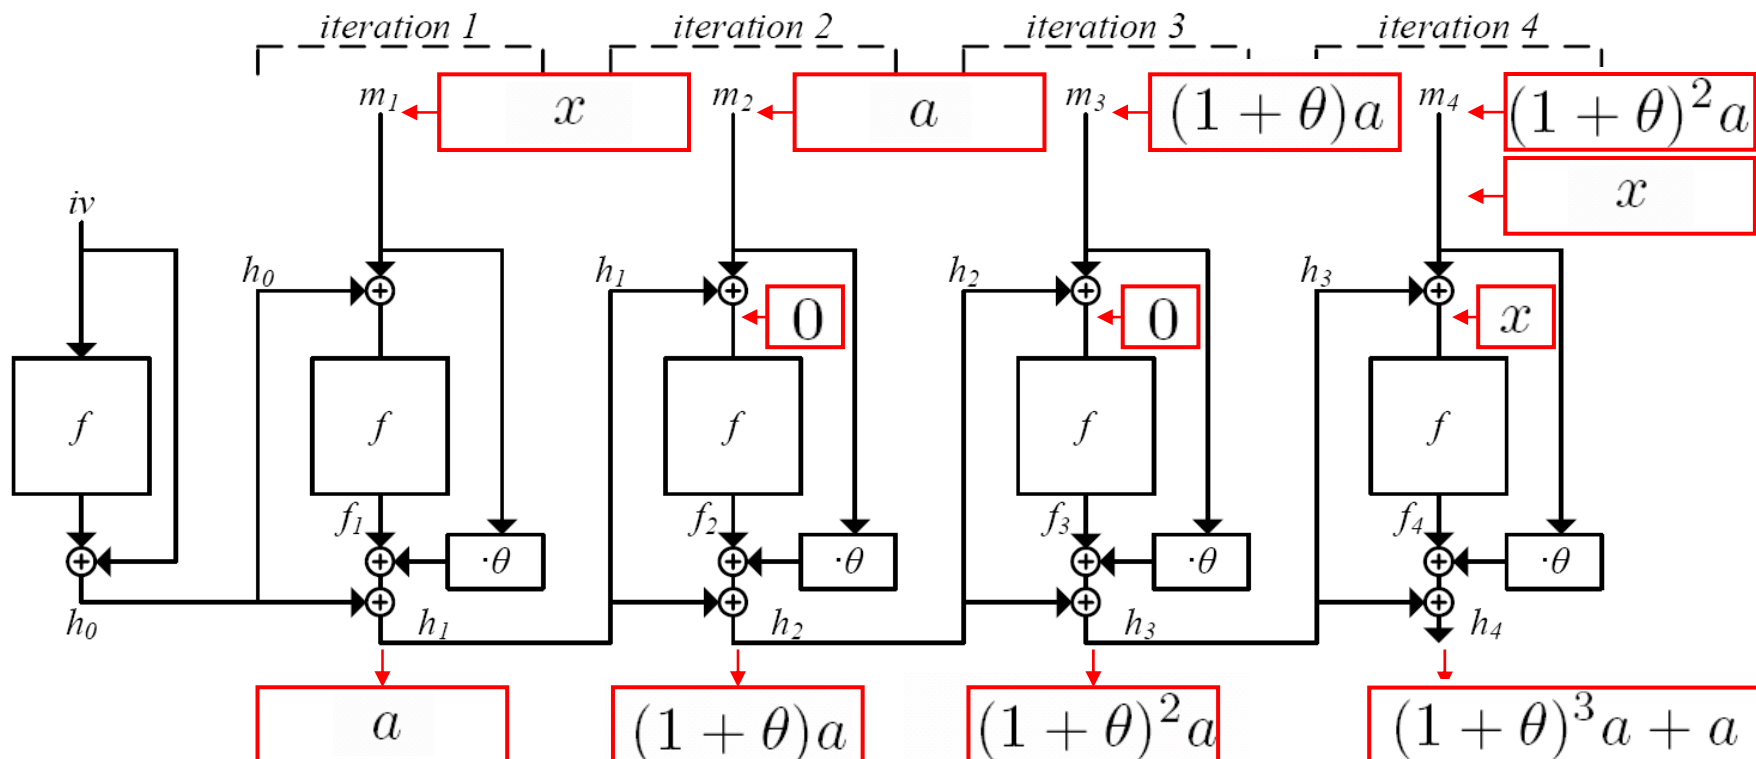 iteration 1 iteration 2 iteration 3 iteration 4
m₁ x m₂ a m₃ (1 + θ)a m₄ (1 + θ)²a
iv x
h₀ h₁ h₂ h₃
0 0 x
f f f f f
f₁ f₂ f₃ f₄
·θ ·θ ·θ ·θ
h₀ h₁ h₂ h₃ h₄
a (1 + θ)a (1 + θ)²a (1 + θ)³a + a